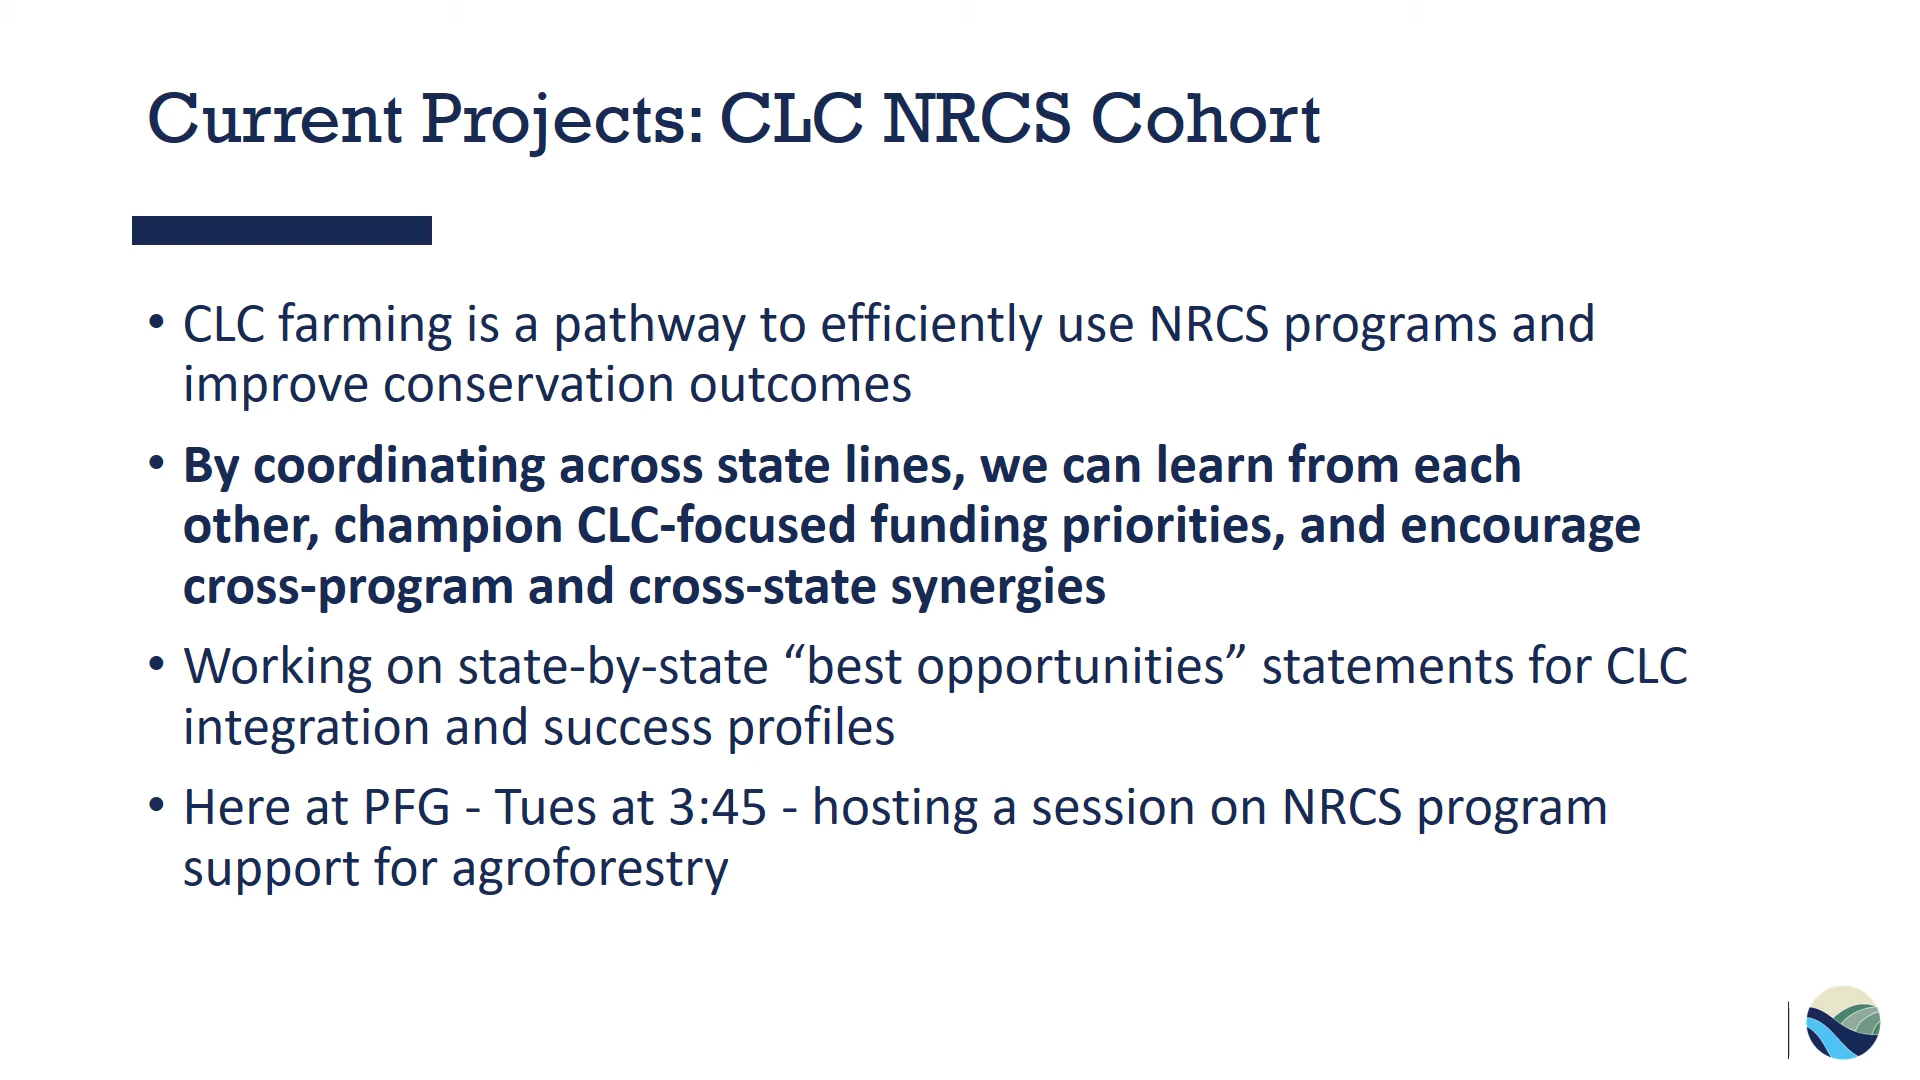 Current Projects: CLC NRCS Cohort
• CLC farming is a pathway to efficiently use NRCS programs and
improve conservation outcomes
• By coordinating across state lines, we can learn from each
other, champion CLC-focused funding priorities, and encourage
cross-program and cross-state synergies
• Working on state-by-state “best opportunities” statements for CLC
integration and success profiles
• Here at PFG - Tues at 3:45 - hosting a session on NRCS program
support for agroforestry